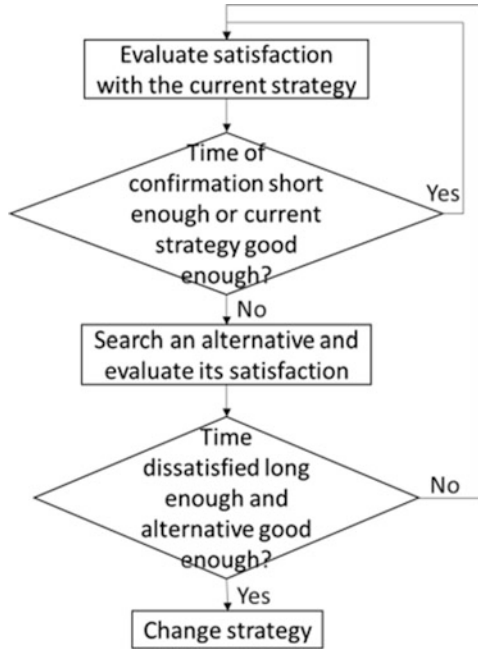 Evaluate satisfaction
with the current strategy
Time of
confirmation short
enough or current
strategy good
enough?
Yes
No
Search an alternative and
evaluate its satisfaction
Time
dissatisfied long
enough and
alternative good
enough?
No
Yes
Change strategy